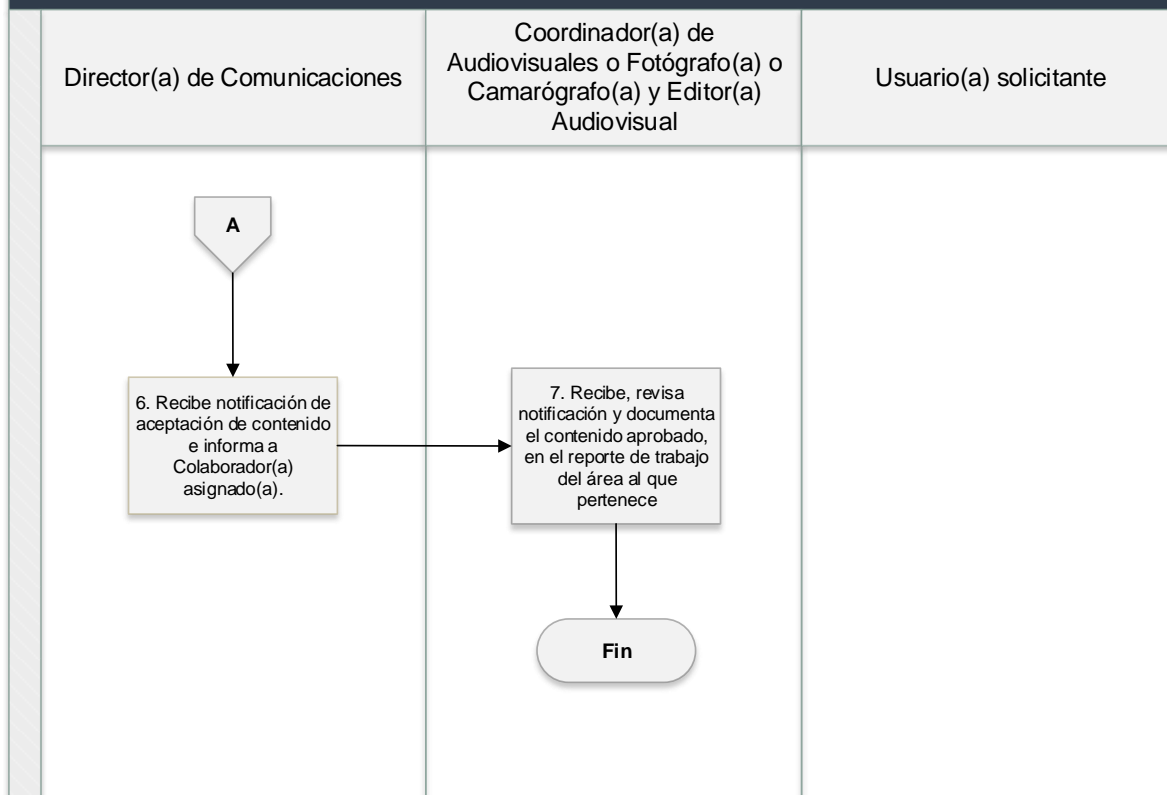 Director(a) de Comunicaciones
Coordinador(a) de
Audiovisuales o Fotógrafo(a) o
Camarógrafo(a) y Editor(a)
Audiovisual
Usuario(a) solicitante
A
6. Recibe notificación de
aceptación de contenido
e informa a
Colaborador(a)
asignado(a).
7. Recibe, revisa
notificación y documenta
el contenido aprobado,
en el reporte de trabajo
del área al que
pertenece
Fin